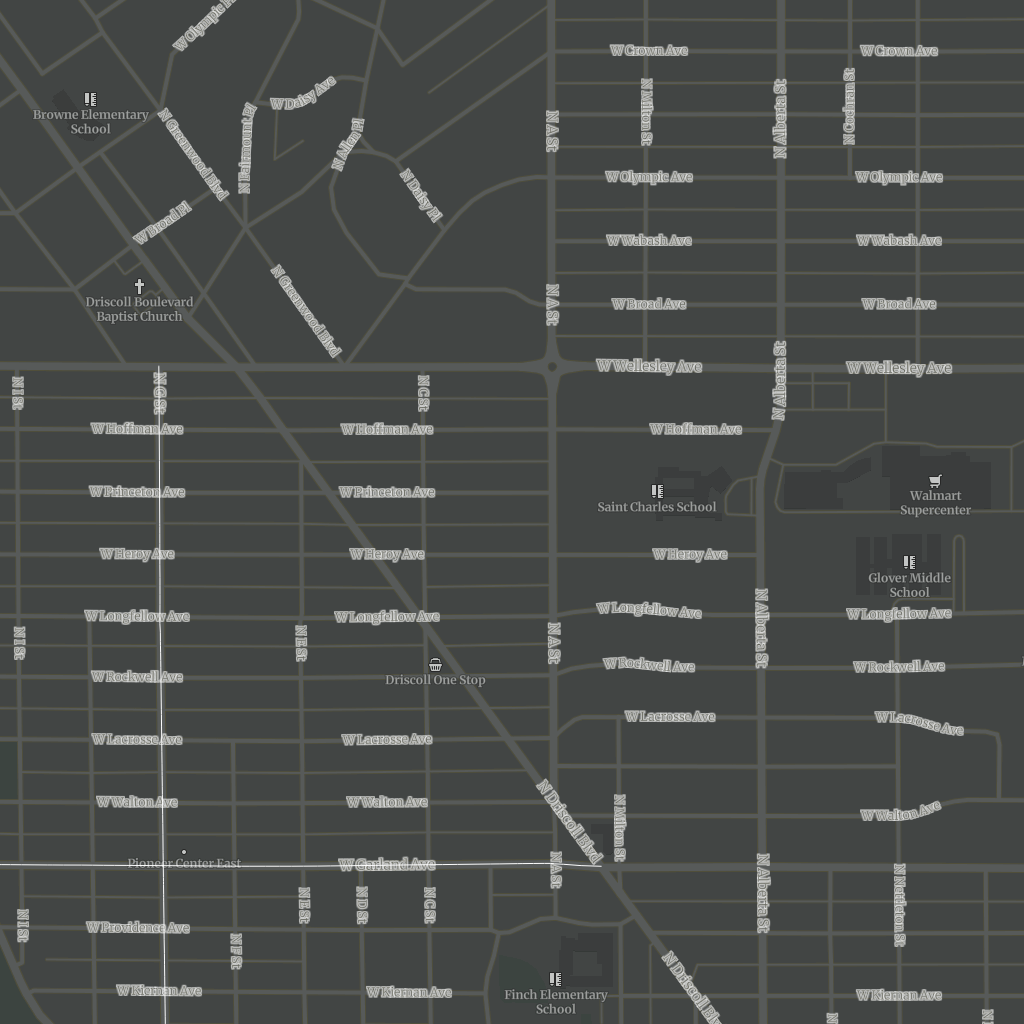 W Olympic
W Crown Ave
W Crown Ave
Browne Elementary
School
W Daisy Ave
N Milton St
N Alberta St
N Cochran St
N Greenwood Blvd
N Fairmount Pl
N Allen Pl
N A St
N Daisy Pl
W Olympic Ave
W Olympic Ave
W Broad Pl
W Wabash Ave
W Wabash Ave
Driscoll Boulevard
Baptist Church
N Greenwood Blvd
N A St
W Broad Ave
W Broad Ave
W Wellesley Ave
W Wellesley Ave
N Alberta St
N I St
N G St
N C St
W Hoffman Ave
W Hoffman Ave
W Hoffman Ave
W Princeton Ave
W Princeton Ave
Saint Charles School
Walmart
Supercenter
W Heroy Ave
W Heroy Ave
W Heroy Ave
Glover Middle
School
W Longfellow Ave
W Longfellow Ave
W Longfellow Ave
W Longfellow Ave
N I St
N E St
N A St
N Alberta St
W Rockwell Ave
W Rockwell Ave
W Rockwell Ave
Driscoll One Stop
W Lacrosse Ave
W Lacrosse Ave
W Lacrosse Ave
W Lacrosse Ave
W Walton Ave
W Walton Ave
W Walton Ave
N Driscoll Blvd
N Milton St
Pioneer Center East
W Garland Ave
N A St
N Alberta St
N Nettleton St
N I St
N E St
N D St
N C St
W Providence Ave
N F St
W Kiernan Ave
W Kiernan Ave
W Kiernan Ave
Finch Elementary
School
N Driscoll Blv